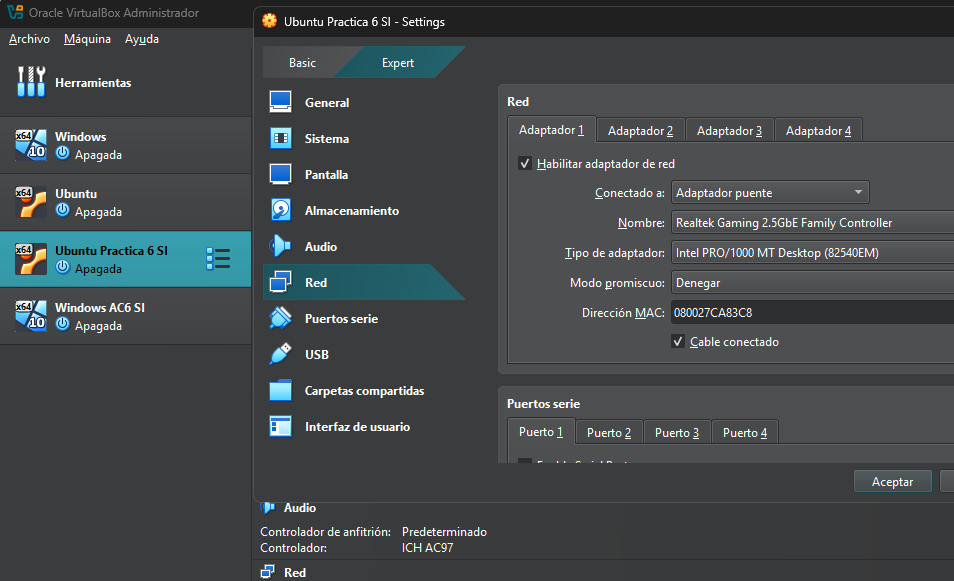 Oracle VirtualBox Administrador
Archivo Máquina Ayuda
Herramientas
x64 10 Windows
Apagada
x64 Ubuntu
Apagada
x64 Ubuntu Practica 6 SI
Apagada
x64 10 Windows AC6 SI
Apagada
Ubuntu Practica 6 SI - Settings
Basic Expert
General
Sistema
Pantalla
Almacenamiento
Audio
Red
Puertos serie
USB
Carpetas compartidas
Interfaz de usuario
Red
Adaptador 1 Adaptador 2 Adaptador 3 Adaptador 4
Habilitar adaptador de red
Conectado a: Adaptador puente
Nombre: Realtek Gaming 2.5GbE Family Controller
Tipo de adaptador: Intel PRO/1000 MT Desktop (82540EM)
Modo promiscuo: Denegar
Dirección MAC: 080027CA83C8
Cable conectado
Puertos serie
Puerto 1 Puerto 2 Puerto 3 Puerto 4
Aceptar
Audio
Controlador de anfitrión: Predeterminado
Controlador: ICH AC97
Red